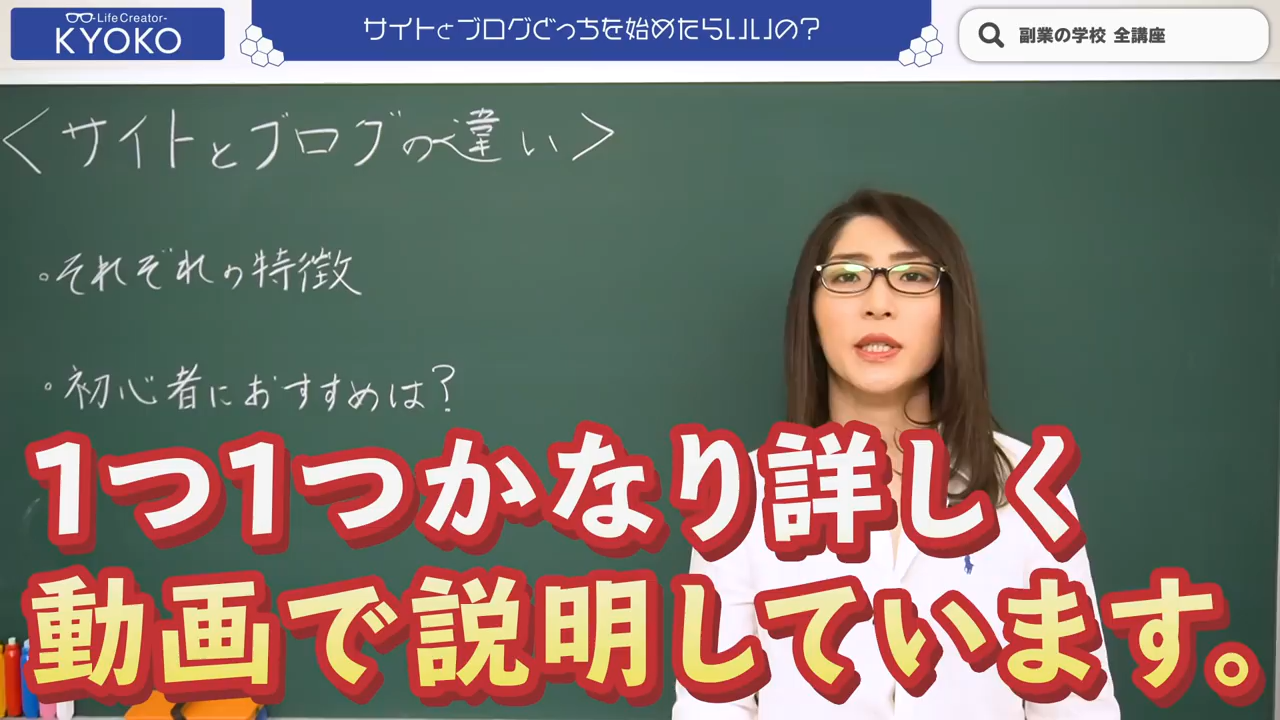 -Life Creator-
KYOKO
サイトとブログどっちを始めたらいいの?
副業の学校 全講座
<サイトとブログの違い>
。それぞれの特徴
。初心者におすすめは?
1つ1つかなり詳しく
動画で説明しています。